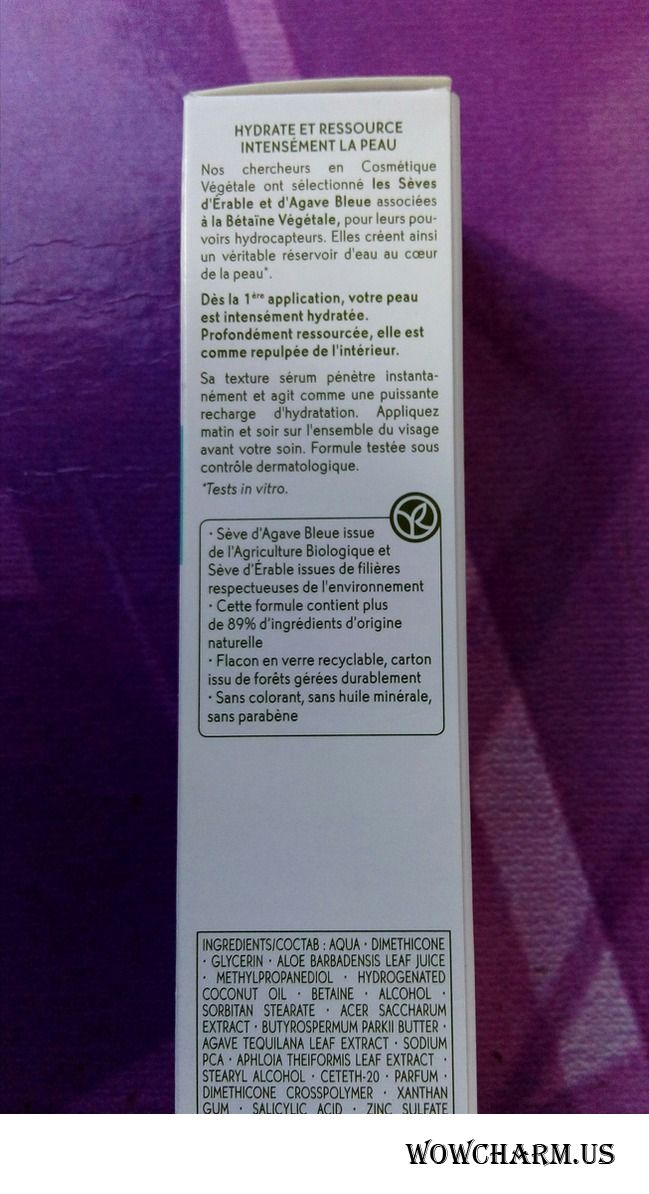 HYDRATE ET RESSOURCE
INTENSÉMENT LA PEAU
Nos chercheurs en Cosmétique
Végétale ont sélectionné les Sèves
d'Érable et d'Agave Bleue associées
à la Bétaïne Végétale, pour leurs pou-
voirs hydrocapteurs. Elles créent ainsi
un véritable réservoir d'eau au cœur
de la peau*.
Dès la 1ère application, votre peau
est intensément hydratée.
Profondément ressourcée, elle est
comme repulpée de l'intérieur.
Sa texture sérum pénètre instanta-
nément et agit comme une puissante
recharge d'hydratation. Appliquez
matin et soir sur l'ensemble du visage
avant votre soin. Formule testée sous
contrôle dermatologique.
*Tests in vitro.
· Sève d'Agave Bleue issue
de l'Agriculture Biologique et
Sève d'Érable issues de filières
respectueuses de l'environnement
· Cette formule contient plus
de 89% d'ingrédients d'origine
naturelle
· Flacon en verre recyclable, carton
issu de forêts gérées durablement
· Sans colorant, sans huile minérale,
sans parabène
INGREDIENTS/COCTAB : AQUA · DIMETHICONE
· GLYCERIN · ALOE BARBADENSIS LEAF JUICE
· METHYLPROPANEDIOL · HYDROGENATED
COCONUT OIL · BETAINE · ALCOHOL ·
SORBITAN STEARATE · ACER SACCHARUM
EXTRACT · BUTYROSPERMUM PARKII BUTTER ·
AGAVE TEQUILANA LEAF EXTRACT · SODIUM
PCA · APHLOIA THEIFORMIS LEAF EXTRACT ·
STEARYL ALCOHOL · CETETH-20 · PARFUM ·
DIMETHICONE CROSSPOLYMER · XANTHAN
GUM · SALICYLIC ACID · ZINC SULFATE
WOWCHARM.US